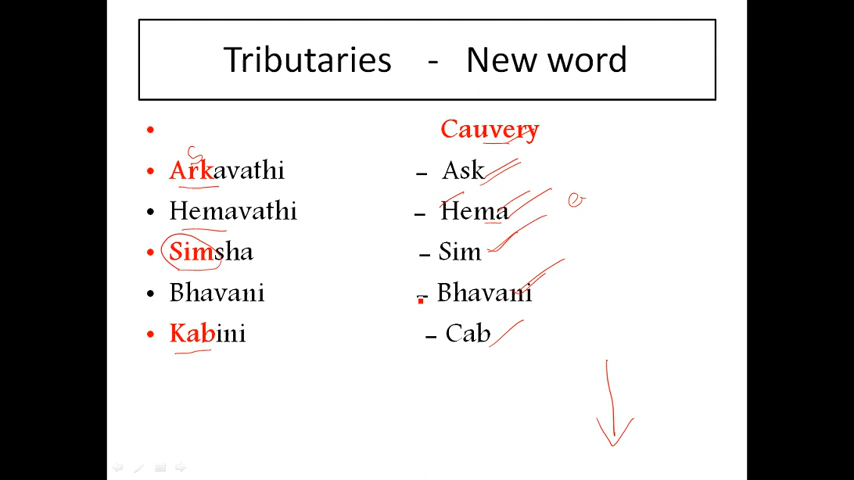 Tributaries - New word
Cauvery
s
• Arkavathi – Ask
• Hemavathi – Hema
• Simsha – Sim
• Bhavani – Bhavani
• Kabini – Cab